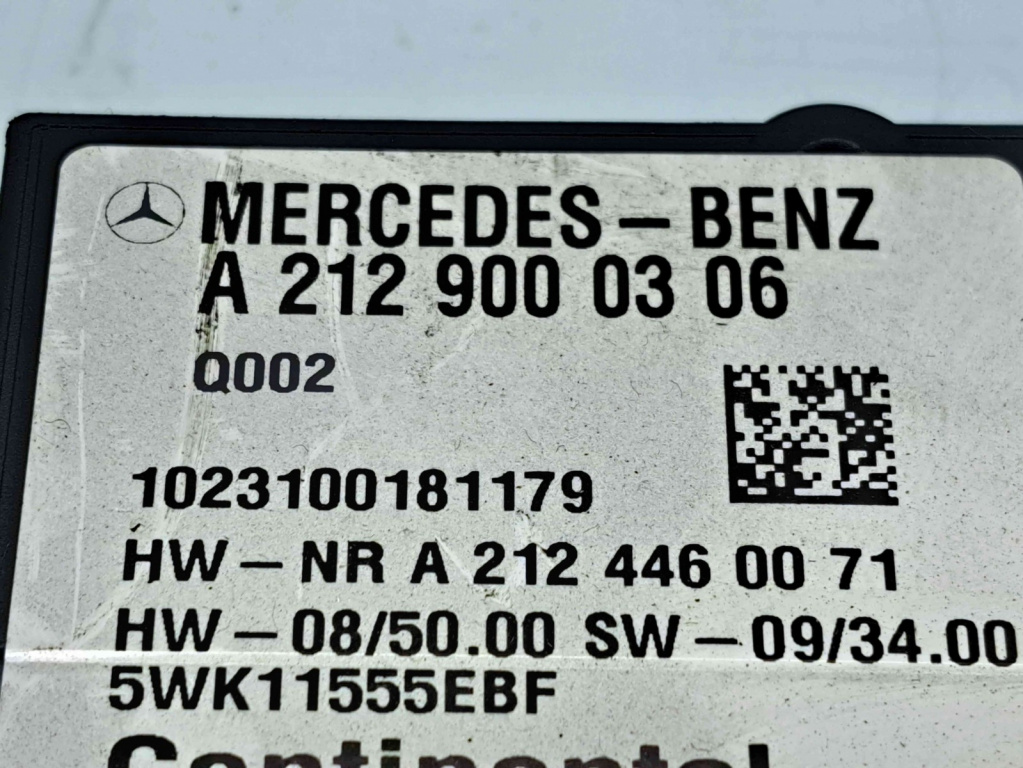 MERCEDES-BENZ
A 212 900 03 06
Q002
1023100181179
HW-NR A 212 446 00 71
HW-08/50.00 SW-09/34.00
5WK11555EBF
Continental